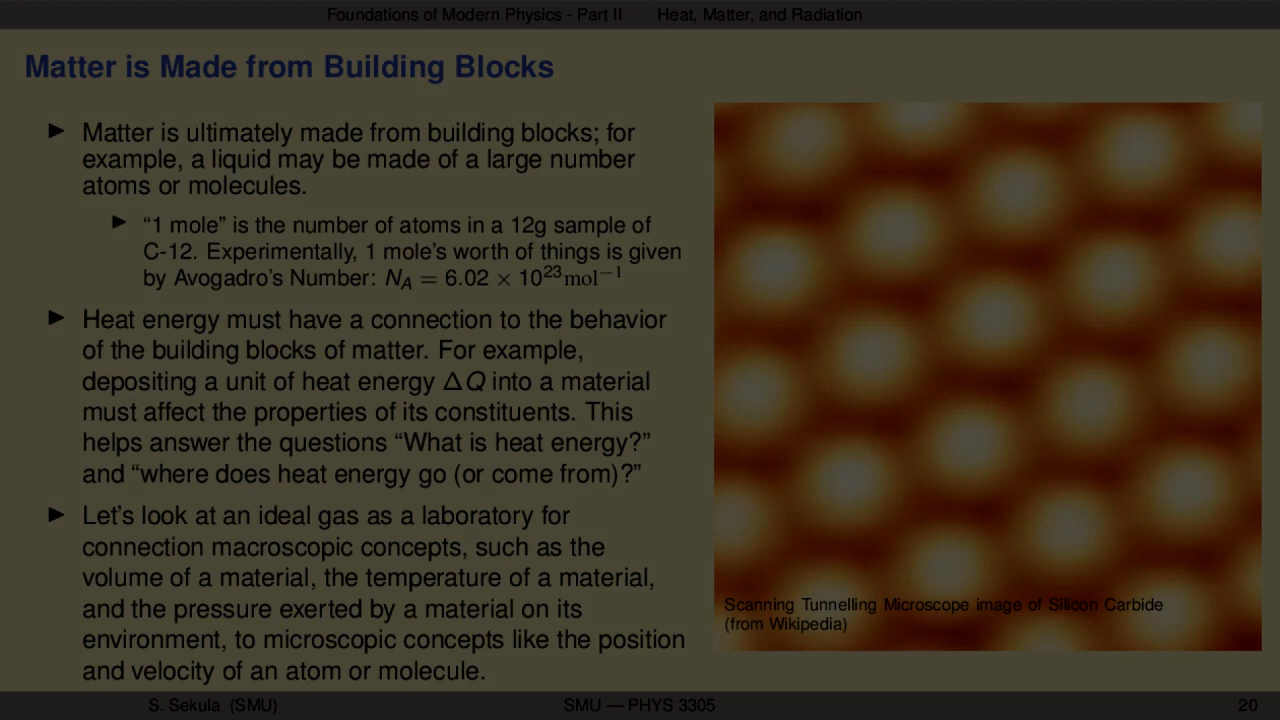 Foundations of Modern Physics - Part II Heat, Matter, and Radiation
Matter is Made from Building Blocks
▶ Matter is ultimately made from building blocks; for
example, a liquid may be made of a large number
atoms or molecules.
▶ “1 mole” is the number of atoms in a 12g sample of
C-12. Experimentally, 1 mole’s worth of things is given
by Avogadro’s Number: N_A = 6.02 × 10^23 mol^−1
▶ Heat energy must have a connection to the behavior
of the building blocks of matter. For example,
depositing a unit of heat energy ΔQ into a material
must affect the properties of its constituents. This
helps answer the questions “What is heat energy?”
and “where does heat energy go (or come from)?”
▶ Let’s look at an ideal gas as a laboratory for
connection macroscopic concepts, such as the
volume of a material, the temperature of a material,
and the pressure exerted by a material on its
environment, to microscopic concepts like the position
and velocity of an atom or molecule.
Scanning Tunnelling Microscope image of Silicon Carbide
(from Wikipedia)
S. Sekula (SMU) SMU — PHYS 3305 20